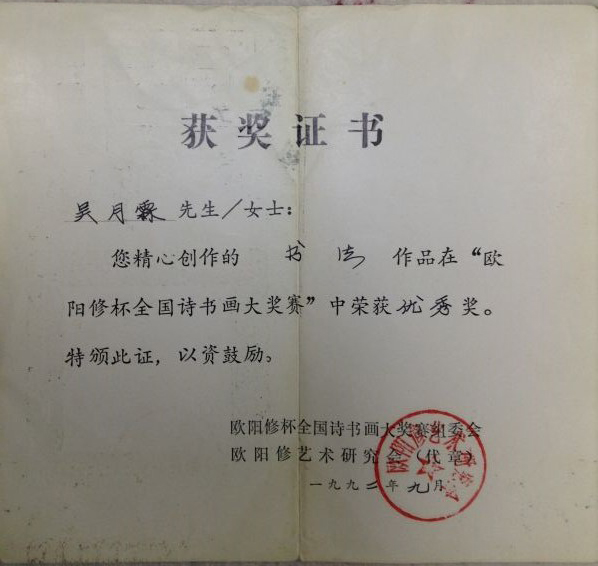 获奖证书
吴月霖先生／女士：
您精心创作的 书法 作品在“欧
阳修杯全国诗书画大奖赛”中荣获优秀奖。
特颁此证，以资鼓励。
欧阳修杯全国诗书画大奖赛组委会
欧阳修艺术研究会（代章）
一九九二年九月